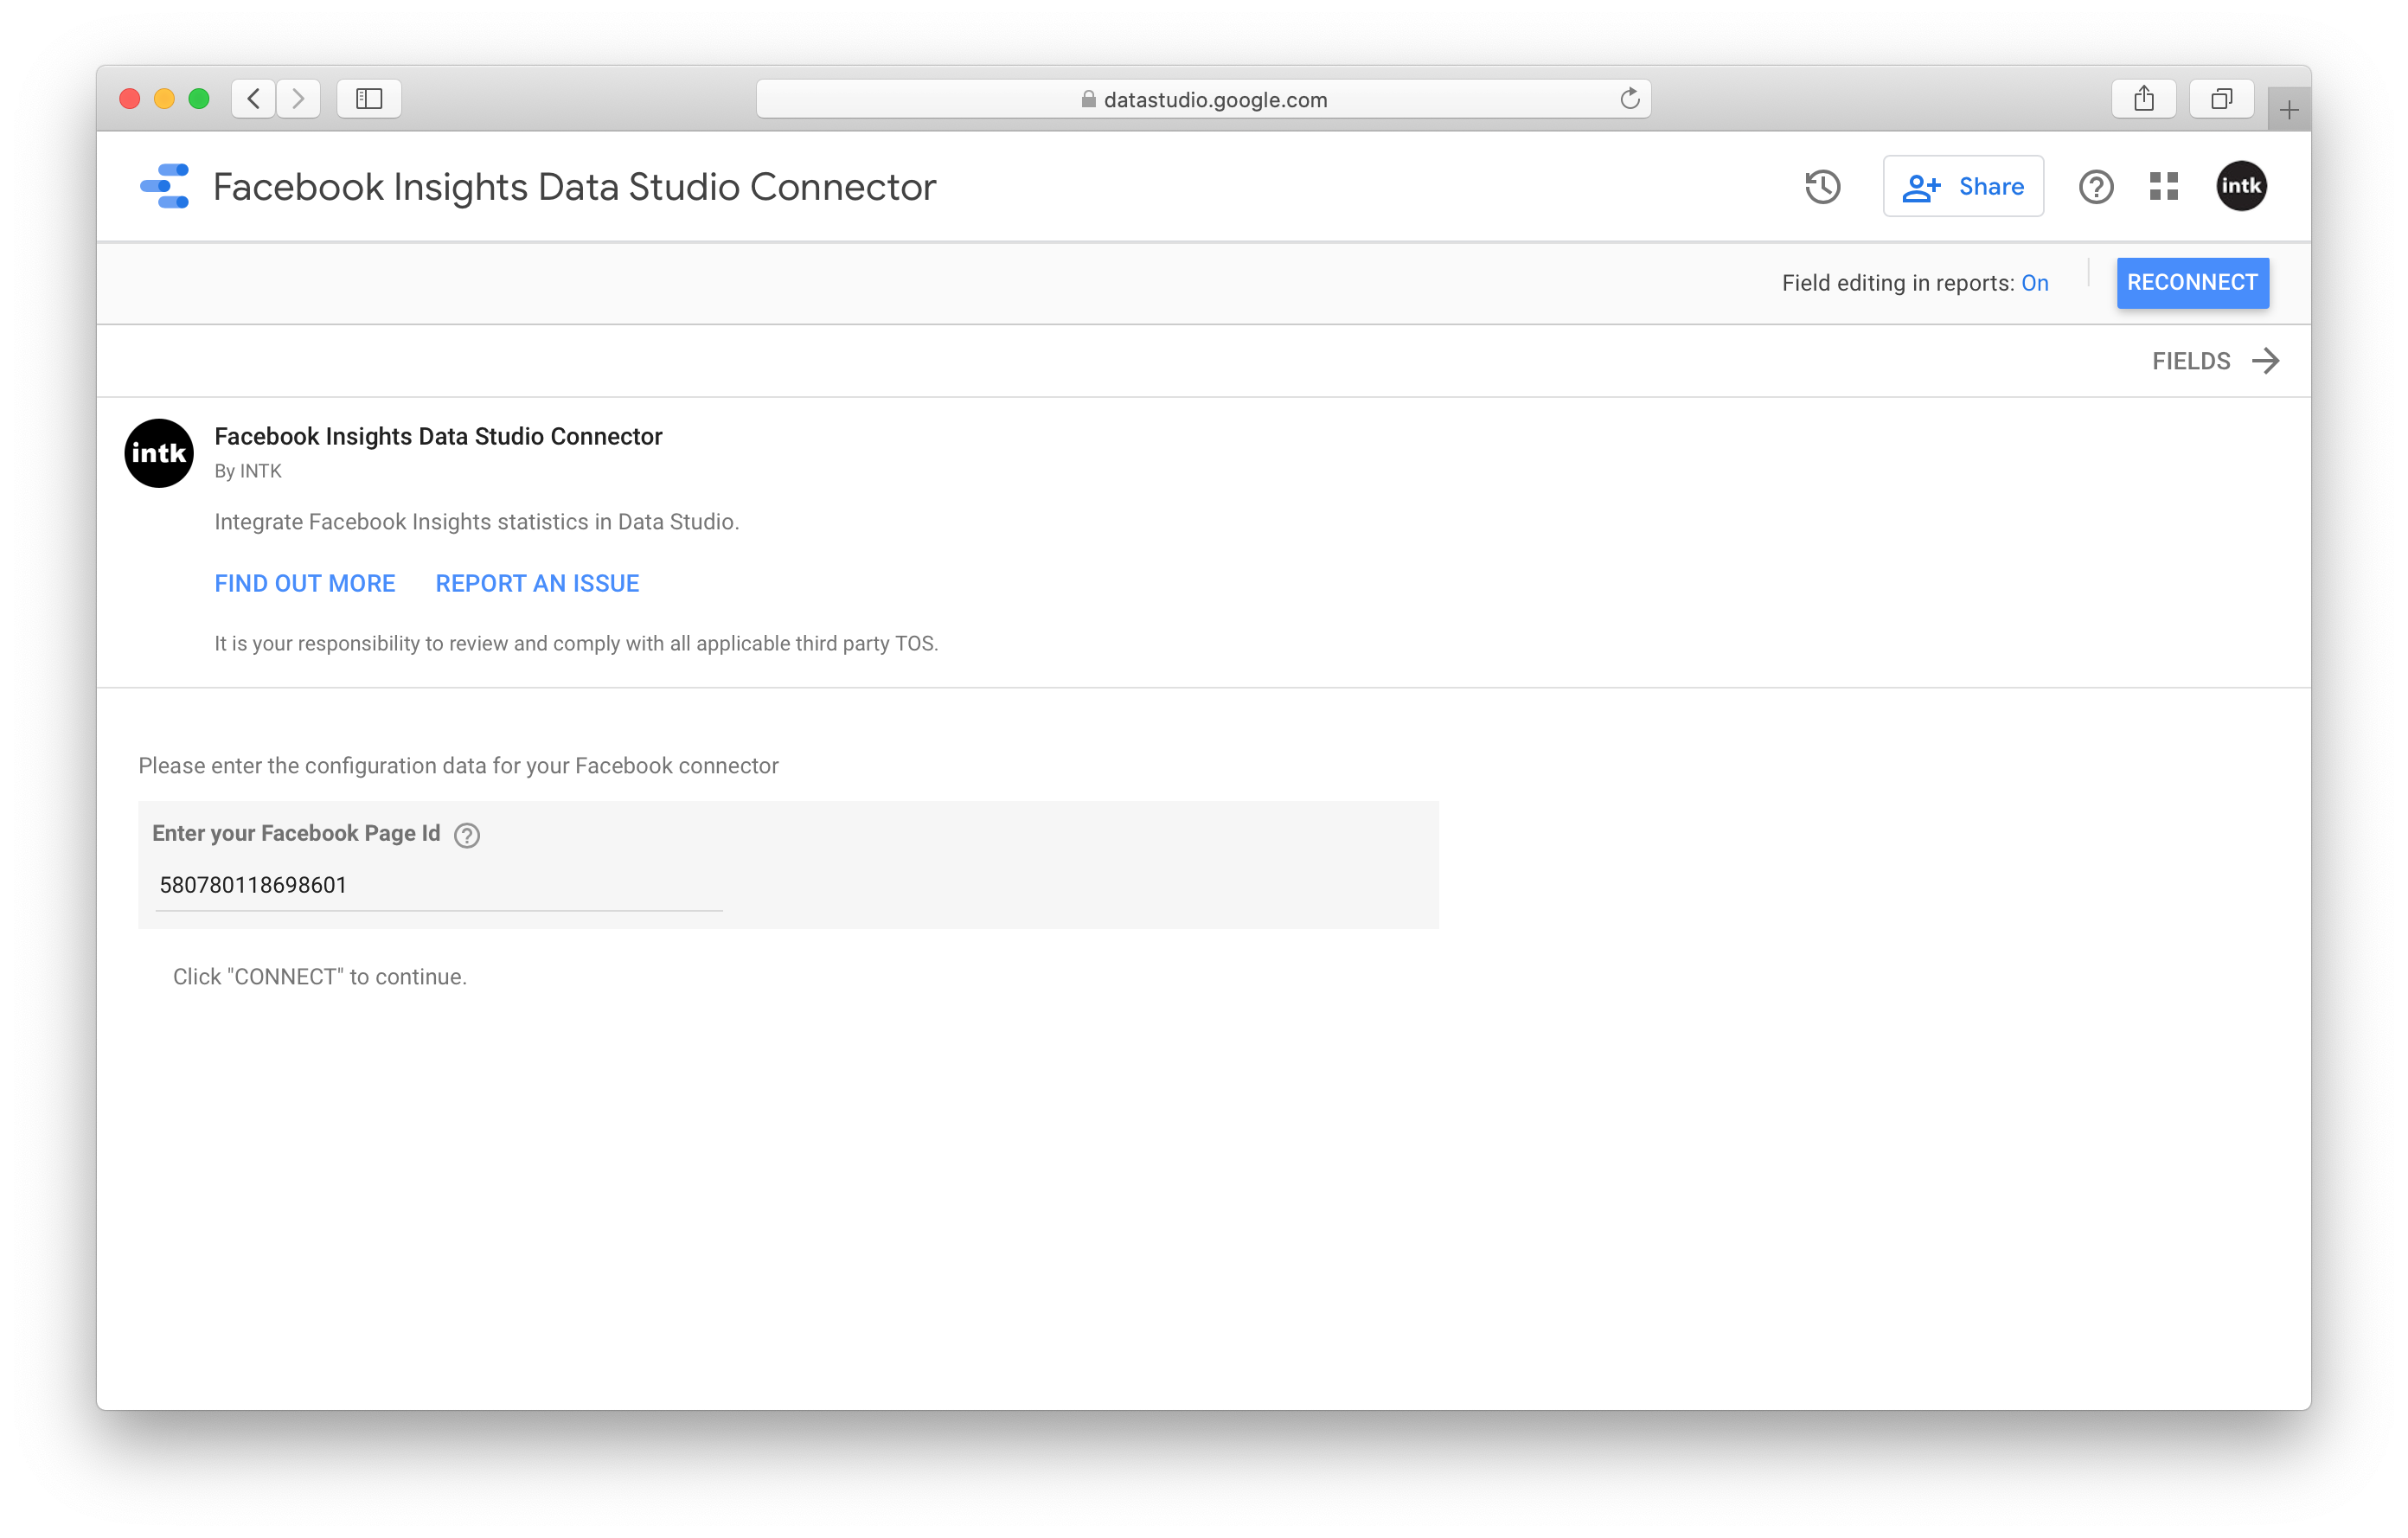 datastudio.google.com
Facebook Insights Data Studio Connector
Share
intk
Field editing in reports: On
RECONNECT
FIELDS
intk
Facebook Insights Data Studio Connector
By INTK
Integrate Facebook Insights statistics in Data Studio.
FIND OUT MORE REPORT AN ISSUE
It is your responsibility to review and comply with all applicable third party TOS.
Please enter the configuration data for your Facebook connector
Enter your Facebook Page Id
580780118698601
Click "CONNECT" to continue.